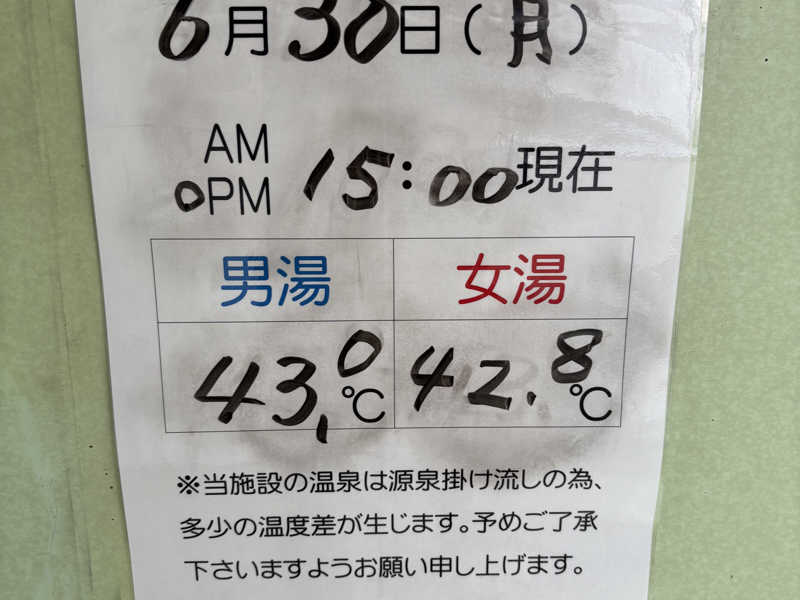 6月30日(月)
AM
○PM 15:00現在
男湯 女湯
43.0℃ 42.8℃
※当施設の温泉は源泉掛け流しの為、
多少の温度差が生じます。予めご了承
下さいますようお願い申し上げます。